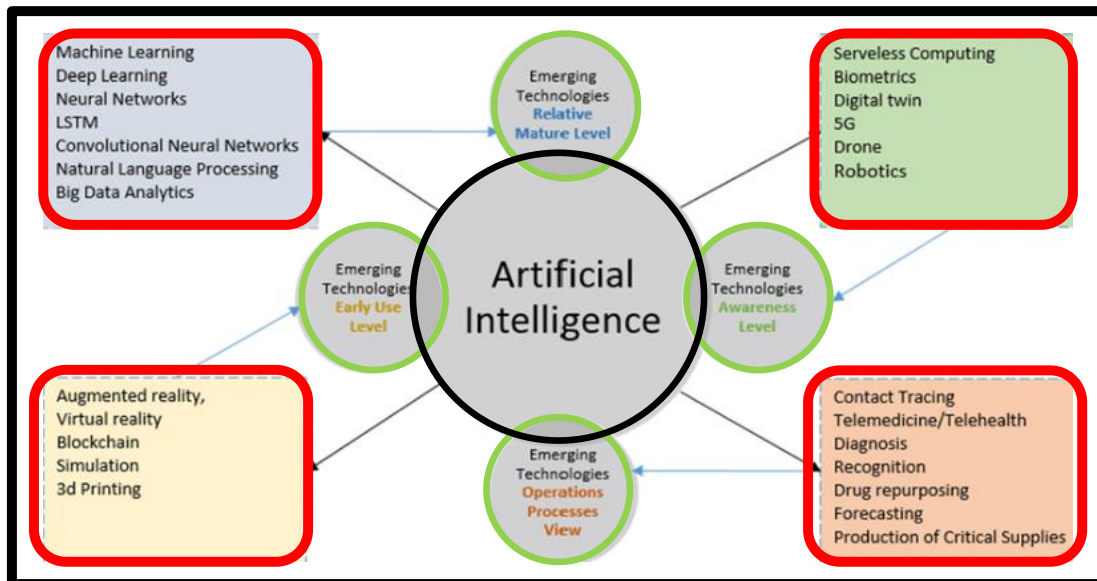 Machine Learning
Deep Learning
Neural Networks
LSTM
Convolutional Neural Networks
Natural Language Processing
Big Data Analytics
Emerging
Technologies
Relative
Mature Level
Serveless Computing
Biometrics
Digital twin
5G
Drone
Robotics
Emerging
Technologies
Early Use
Level
Artificial
Intelligence
Emerging
Technologies
Awareness
Level
Augmented reality,
Virtual reality
Blockchain
Simulation
3d Printing
Emerging
Technologies
Operations
Processes
View
Contact Tracing
Telemedicine/Telehealth
Diagnosis
Recognition
Drug repurposing
Forecasting
Production of Critical Supplies